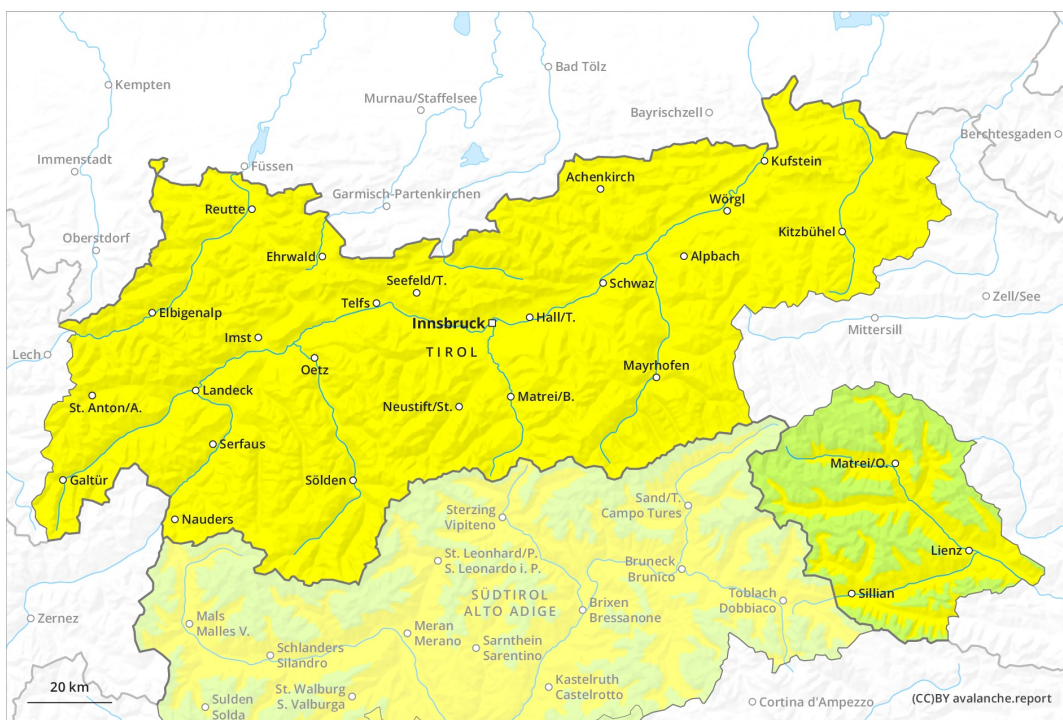 Kempten
Bad Tölz
Murnau/Staffelsee
Bayrischzell
Berchtesgaden
Immenstadt
Füssen
Kufstein
Achenkirch
Garmisch-Partenkirchen
Wörgl
Reutte
Oberstdorf
Kitzbühel
Ehrwald
Alpbach
Seefeld/T.
Schwaz
Zell/See
Telfs
Elbigenalp
Hall/T.
Innsbruck
Mittersill
Imst
TIROL
Lech
Oetz
Mayrhofen
Landeck
Matrei/B.
St. Anton/A.
Neustift/St.
Serfaus
Matrei/O.
Galtür
Sölden
Sand/T.
Campo Tures
Sterzing
Vipiteno
Nauders
Lienz
St. Leonhard/P.
S. Leonardo i. P.
Bruneck
Brunico
SÜDTIROL
ALTO ADIGE
Toblach
Dobbiaco
Sillian
Brixen
Bressanone
Zernez
Mals
Malles V.
Meran
Merano
Sarnthein
Sarentino
Schlanders
Silandro
Kastelruth
Castelrotto
20 km
St. Walburg
S. Valburga
Sulden
Solda
Cortina d'Ampezzo
(CC)BY avalanche.report